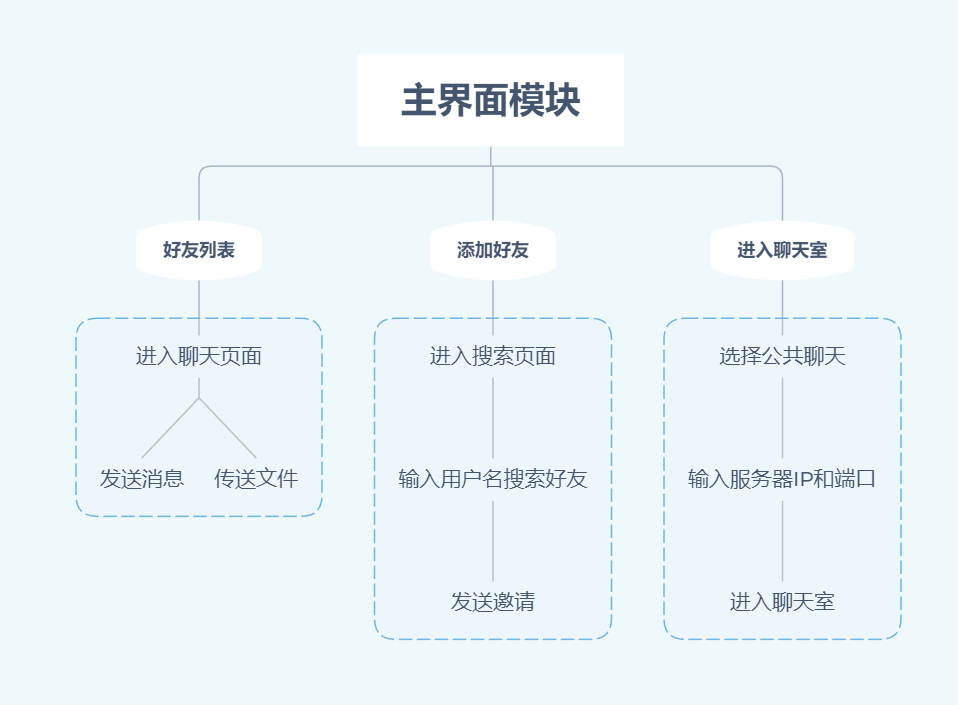 主界面模块
好友列表
添加好友
进入聊天室
进入聊天页面
进入搜索页面
选择公共聊天
发送消息
传送文件
输入用户名搜索好友
输入服务器IP和端口
发送邀请
进入聊天室